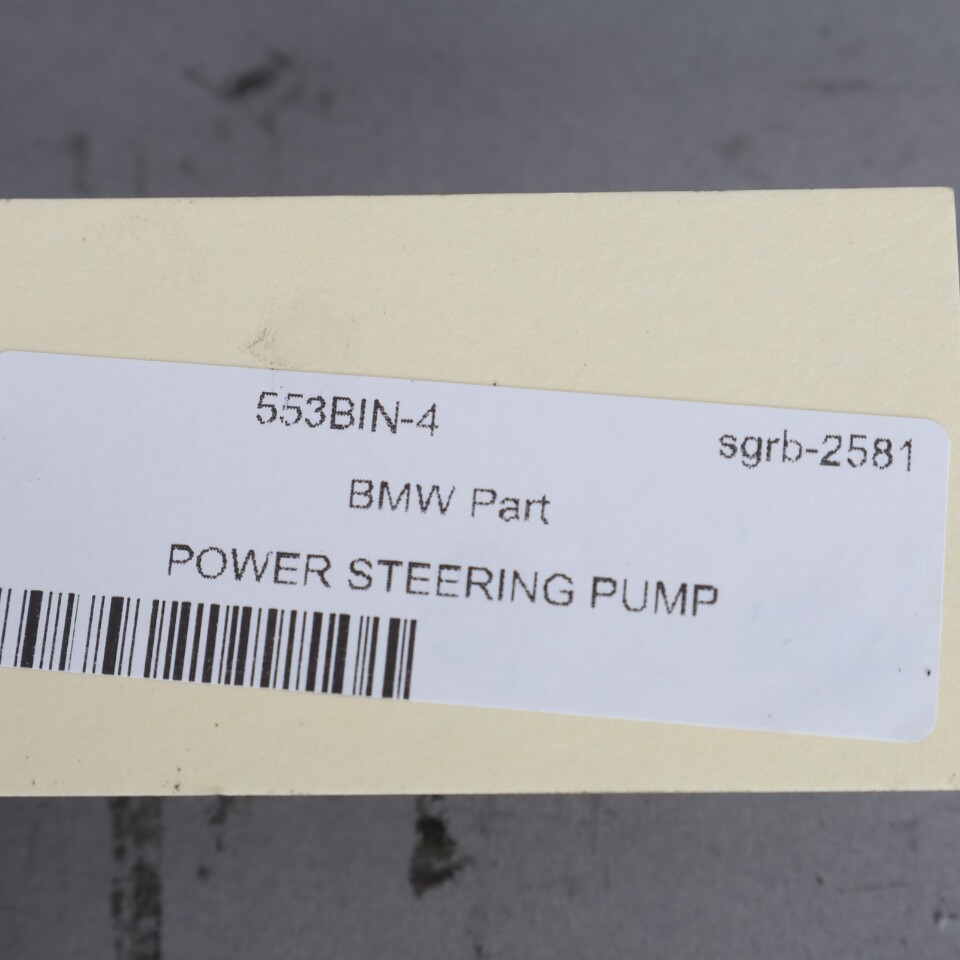 553BIN-4
sgrb-2581
BMW Part
POWER STEERING PUMP